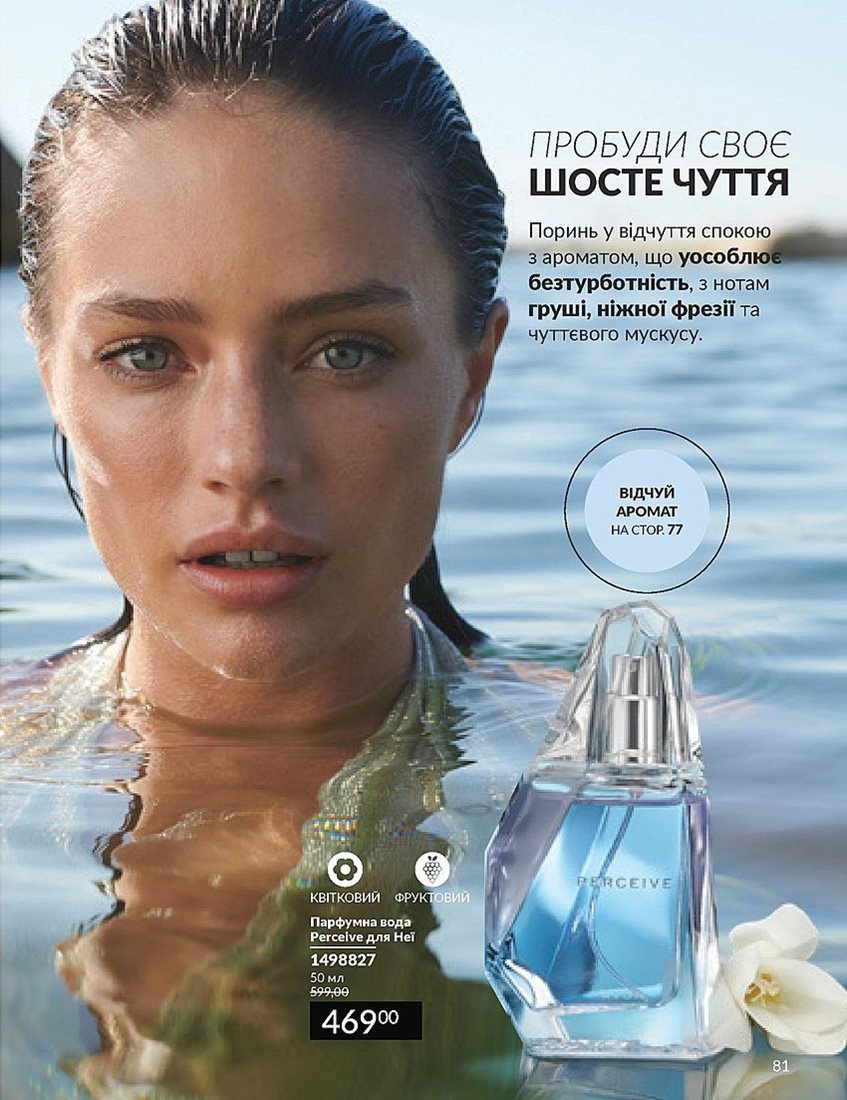 ПРОБУДИ СВОЄ
ШОСТЕ ЧУТТЯ
Поринь у відчуття спокою
з ароматом, що уособлює
безтурботність, з нотам
груші, ніжної фрезії та
чуттєвого мускусу.
ВІДЧУЙ
АРОМАТ
НА СТОР. 77
PERCEIVE
КВІТКОВИЙ ФРУКТОВИЙ
Парфумна вода
Perceive для Неї
1498827
50 мл
599,00
469⁰⁰
81